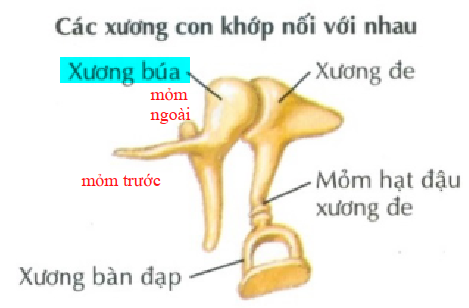 Các xương con khớp nối với nhau
Xương búa
Xương đe
mỏm
ngoài
mỏm trước
Mỏm hạt đậu
xương đe
Xương bàn đạp